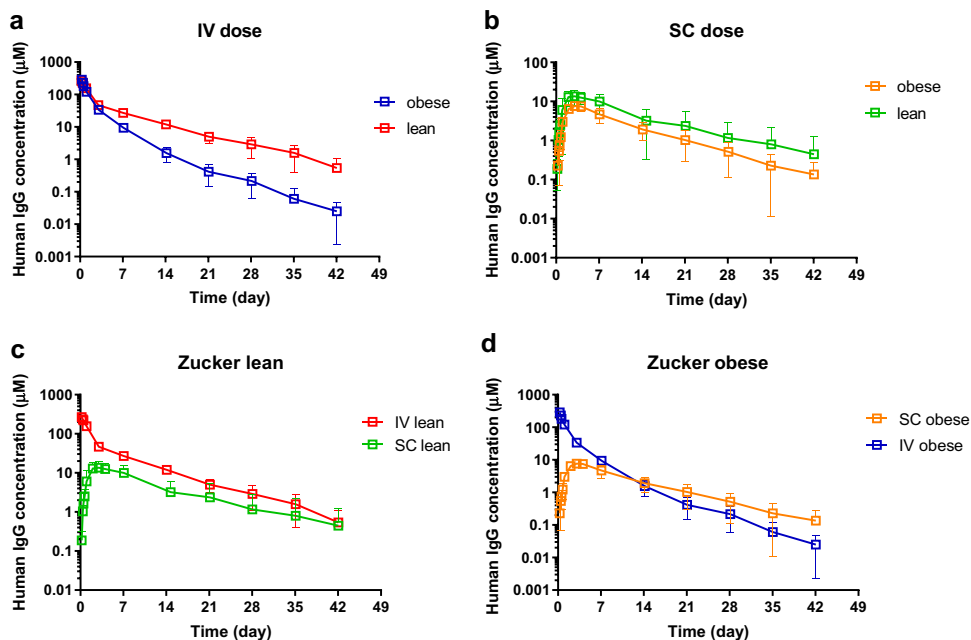 a
IV dose
Human IgG concentration (μM)
1000
100
10
1
0.1
0.01
0.001
0 7 14 21 28 35 42 49
Time (day)
obese
lean
b
SC dose
Human IgG concentration (μM)
100
10
1
0.1
0.01
0.001
0 7 14 21 28 35 42 49
Time (day)
obese
lean
c
Zucker lean
Human IgG concentration (μM)
1000
100
10
1
0.1
0.01
0 7 14 21 28 35 42 49
Time (day)
IV lean
SC lean
d
Zucker obese
Human IgG concentration (μM)
1000
100
10
1
0.1
0.01
0.001
0 7 14 21 28 35 42 49
Time (day)
SC obese
IV obese